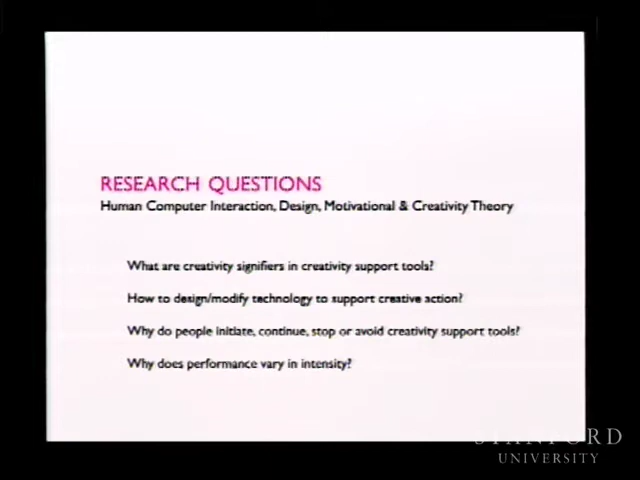 RESEARCH QUESTIONS
Human Computer Interaction, Design, Motivational & Creativity Theory
What are creativity signifiers in creativity support tools?
How to design/modify technology to support creative action?
Why do people initiate, continue, stop or avoid creativity support tools?
Why does performance vary in intensity?
STANFORD
UNIVERSITY